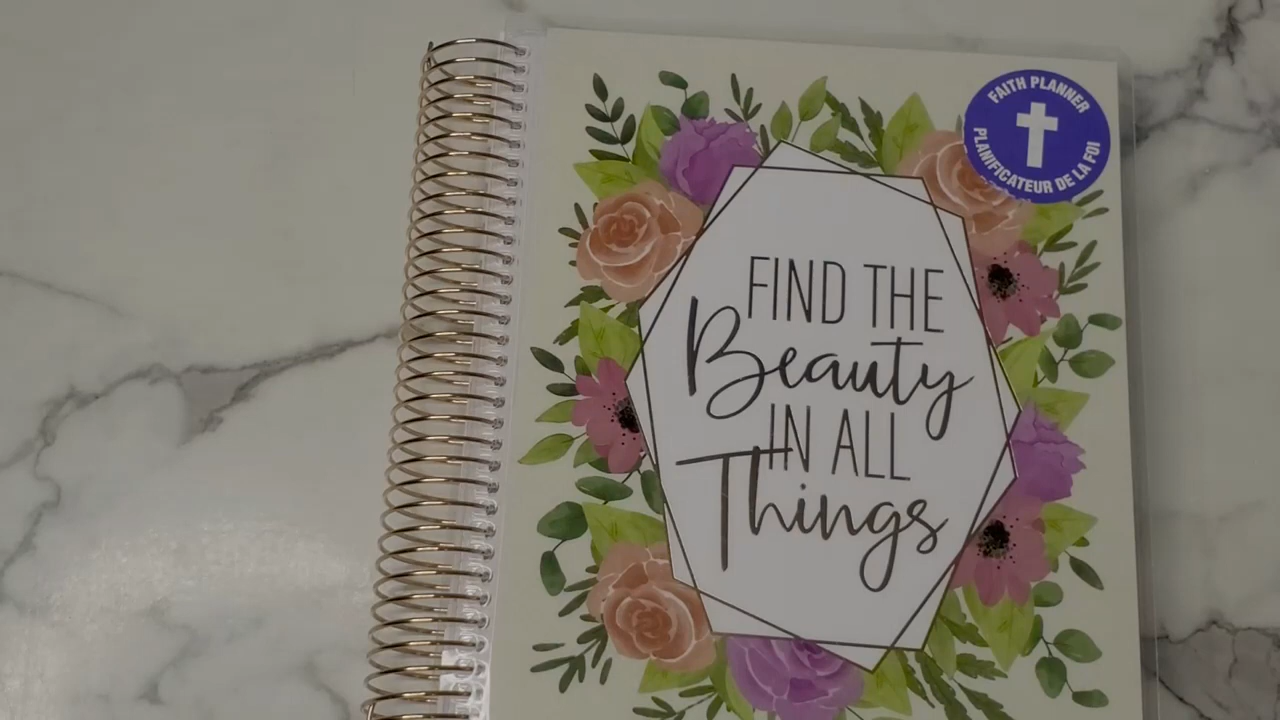 FAITH PLANNER
PLANIFICATEUR DE LA FOI
FIND THE
Beauty
IN ALL
Things